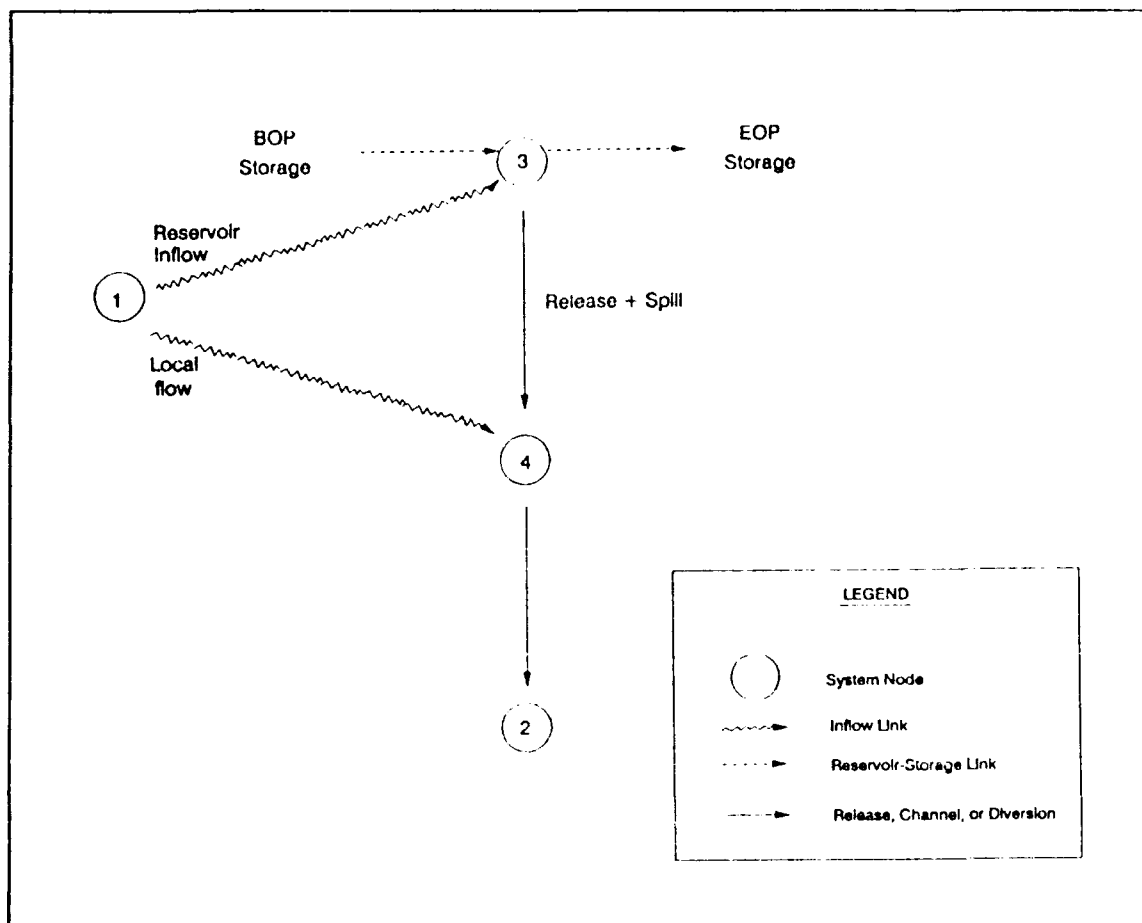 BOP
Storage
3
EOP
Storage
Reservoir
Inflow
1
Release + Spill
Local
flow
4
2
LEGEND
System Node
Inflow Link
Reservoir-Storage Link
Release, Channel, or Diversion